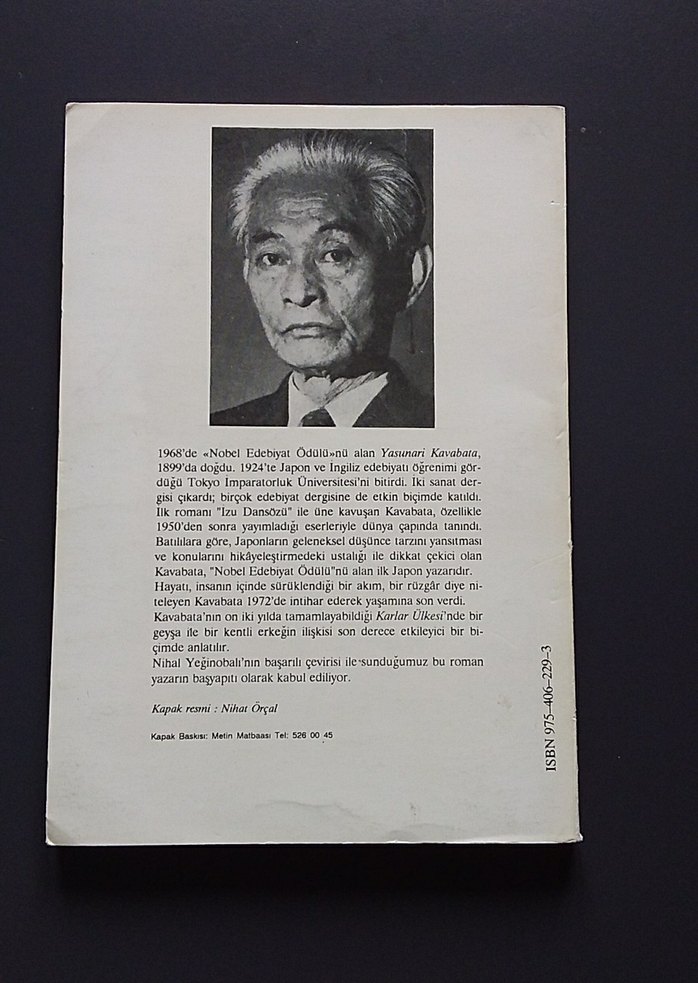 1968'de «Nobel Edebiyat Ödülü»nü alan Yasunari Kavabata,
1899'da doğdu. 1924'te Japon ve İngiliz edebiyatı öğrenimi gör-
düğü Tokyo İmparatorluk Üniversitesi'ni bitirdi. İki sanat der-
gisi çıkardı; birçok edebiyat dergisine de etkin biçimde katıldı.
İlk romanı "İzu Dansözü" ile üne kavuşan Kavabata, özellikle
1950'den sonra yayımladığı eserleriyle dünya çapında tanındı.
Batılılara göre, Japonların geleneksel düşünce tarzını yansıtması
ve konularını hikâyeleştirmedeki ustalığı ile dikkat çekici olan
Kavabata, "Nobel Edebiyat Ödülü"nü alan ilk Japon yazarıdır.
Hayatı, insanın içinde sürüklendiği bir akım, bir rüzgâr diye ni-
teleyen Kavabata 1972'de intihar ederek yaşamına son verdi.
Kavabata'nın on iki yılda tamamlayabildiği Karlar Ülkesi'nde bir
geyşa ile bir kentli erkeğin ilişkisi son derece etkileyici bir bi-
çimde anlatılır.
Nihal Yeğinobalı'nın başarılı çevirisi ile sunduğumuz bu roman
yazarın başyapıtı olarak kabul ediliyor.
Kapak resmi : Nihat Örçal
Kapak Baskısı: Metin Matbaası Tel: 526 00 45
ISBN 975-406-229-3